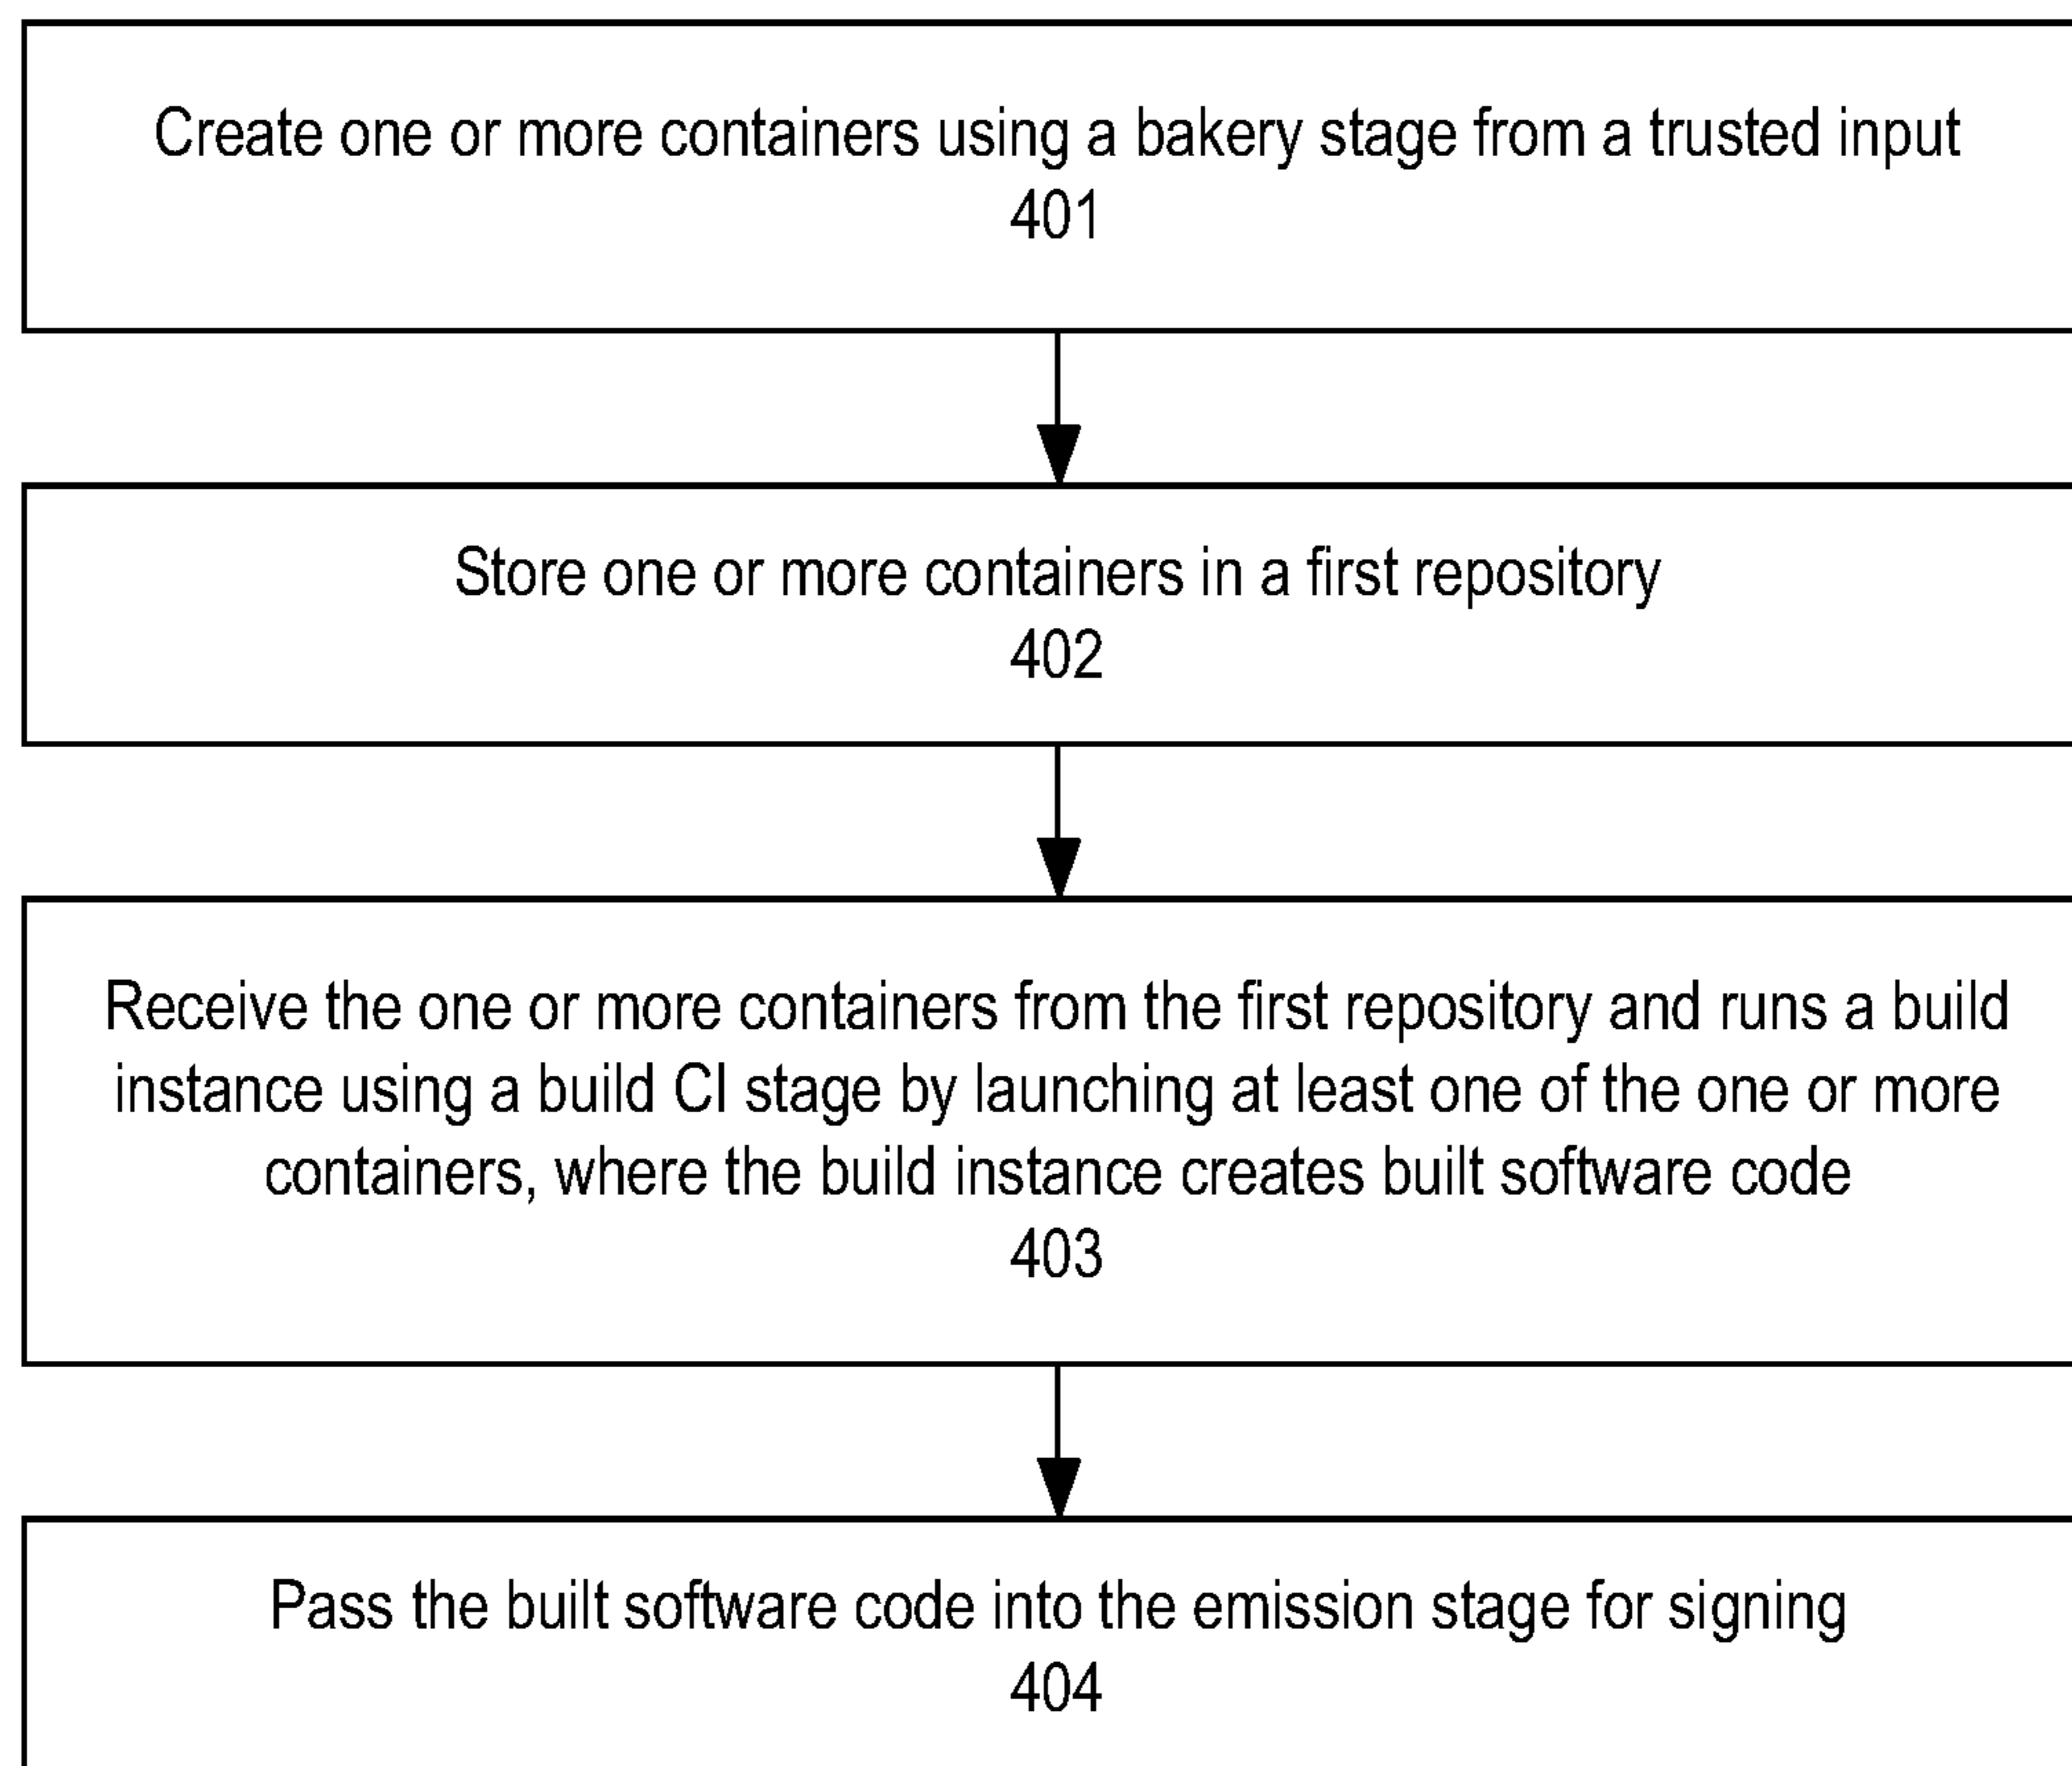 Create one or more containers using a bakery stage from a trusted input
401
Store one or more containers in a first repository
402
Receive the one or more containers from the first repository and runs a build
instance using a build CI stage by launching at least one of the one or more
containers, where the build instance creates built software code
403
Pass the built software code into the emission stage for signing
404